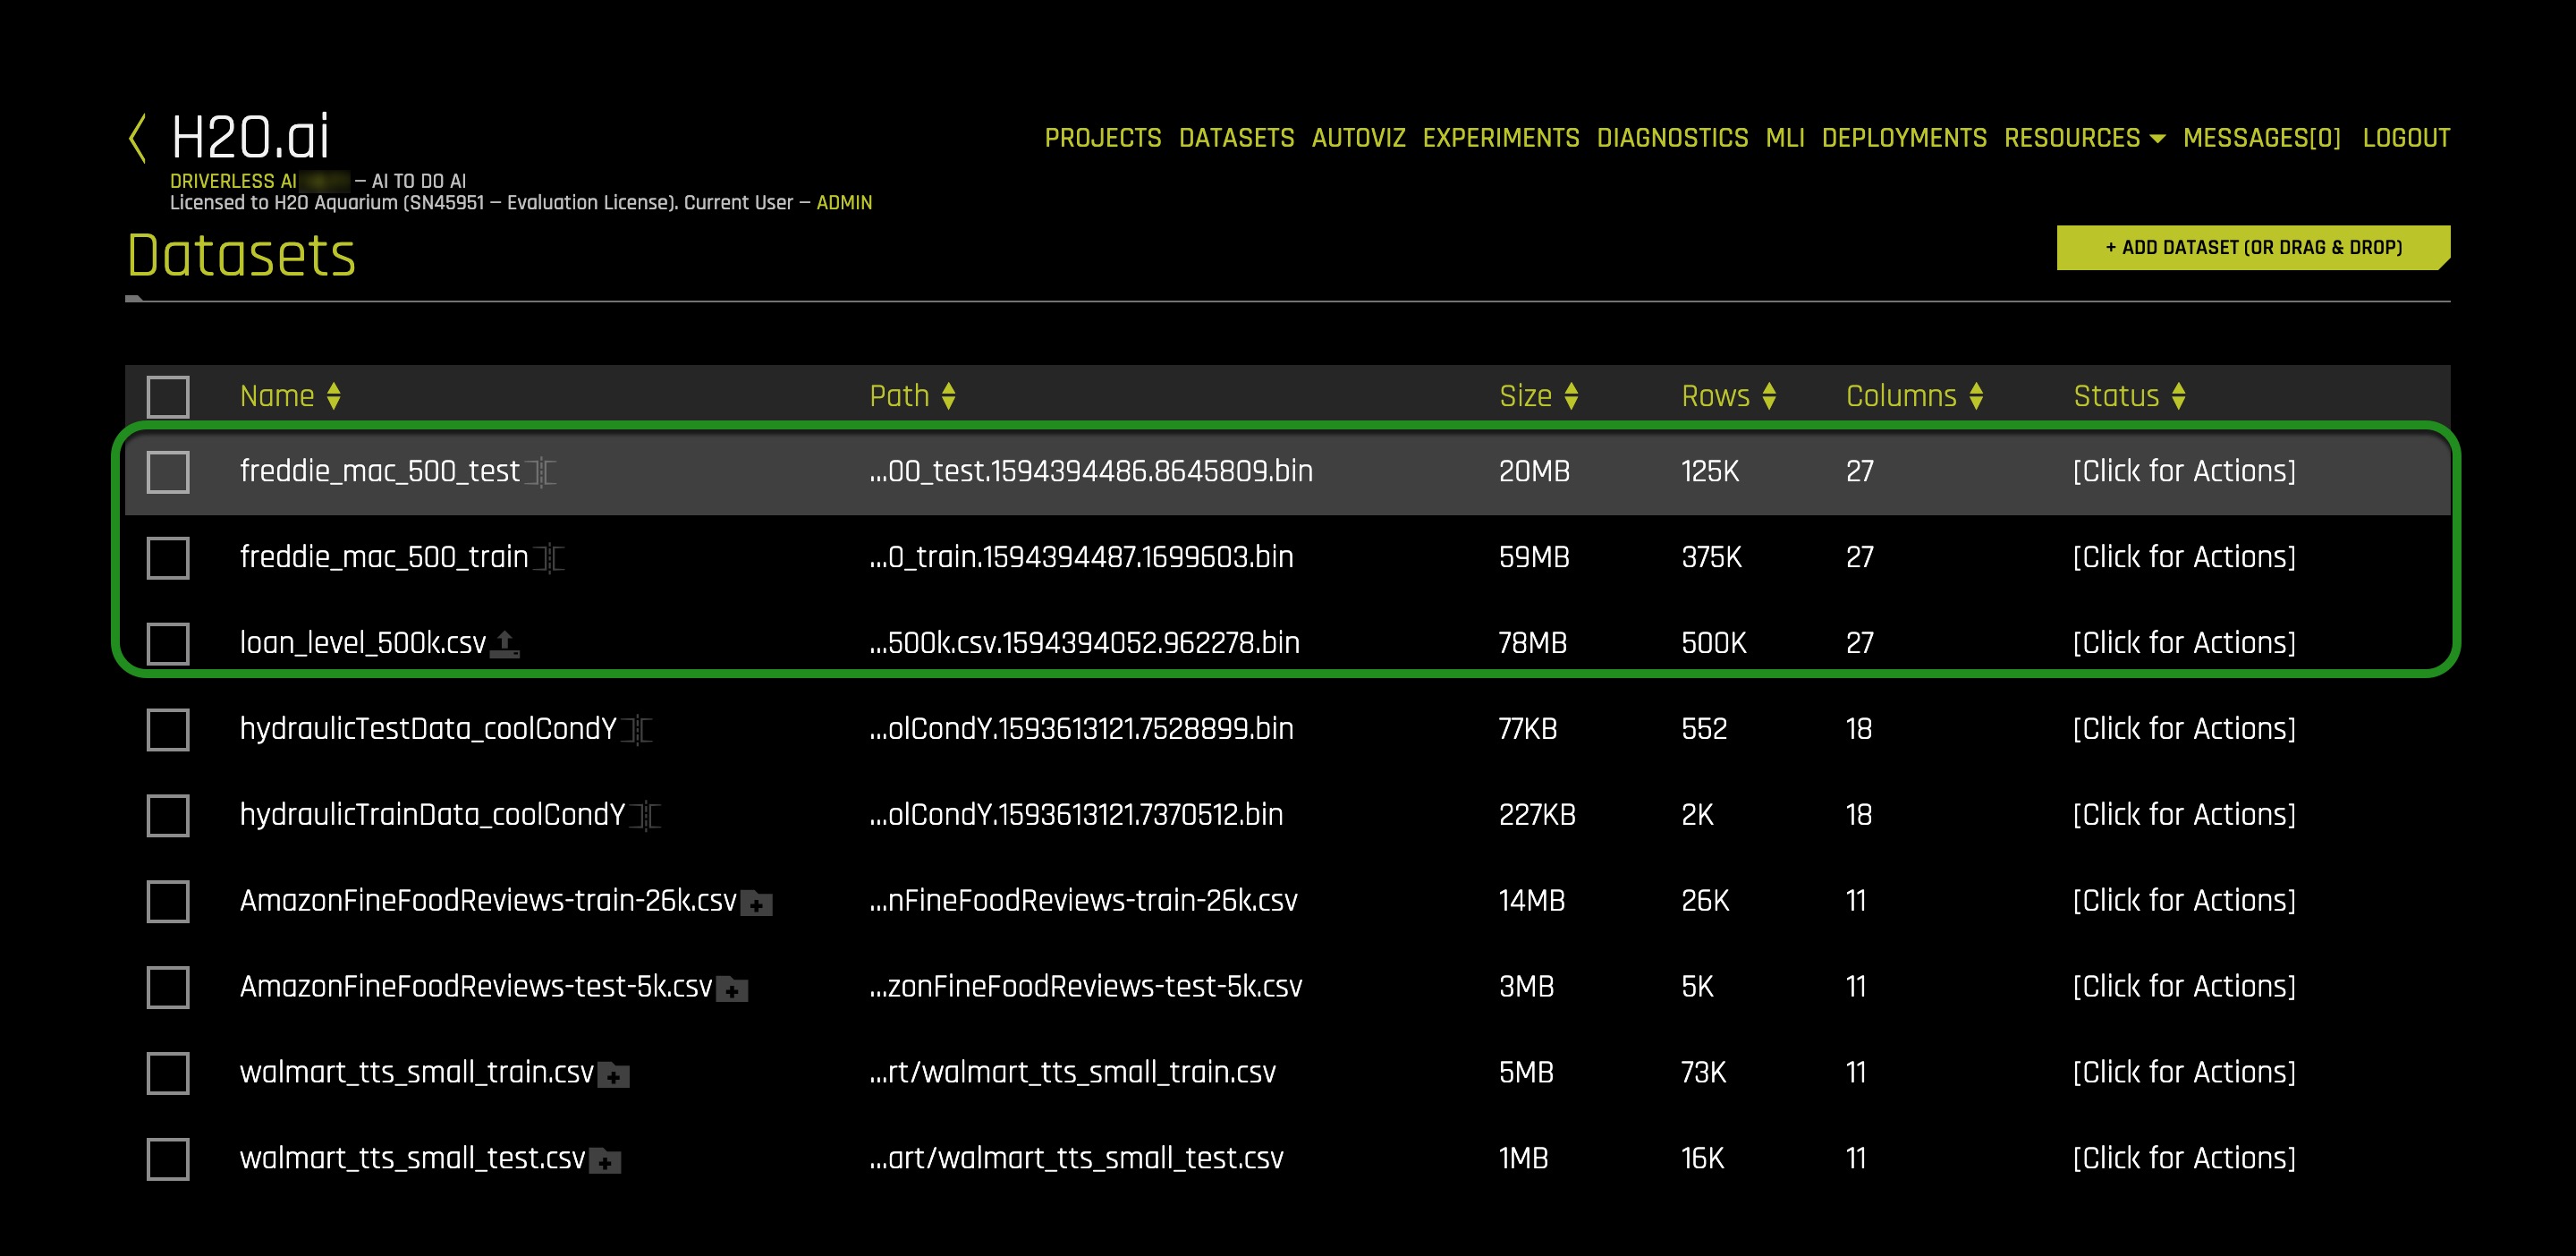 H2O.ai
PROJECTS DATASETS AUTOVIZ EXPERIMENTS DIAGNOSTICS MLI DEPLOYMENTS RESOURCES MESSAGES[0] LOGOUT
DRIVERLESS AI — AI TO DO AI
Licensed to H2O Aquarium (SN45951 — Evaluation License). Current User — ADMIN
Datasets
+ ADD DATASET (OR DRAG & DROP)
Name Path Size Rows Columns Status
freddie_mac_500_test ...00_test.1594394486.8645809.bin 20MB 125K 27 [Click for Actions]
freddie_mac_500_train ...0_train.1594394487.1699603.bin 59MB 375K 27 [Click for Actions]
loan_level_500k.csv ...500k.csv.1594394052.962278.bin 78MB 500K 27 [Click for Actions]
hydraulicTestData_coolCondY ...olCondY.1593613121.7528899.bin 77KB 552 18 [Click for Actions]
hydraulicTrainData_coolCondY ...olCondY.1593613121.7370512.bin 227KB 2K 18 [Click for Actions]
AmazonFineFoodReviews-train-26k.csv ...nFineFoodReviews-train-26k.csv 14MB 26K 11 [Click for Actions]
AmazonFineFoodReviews-test-5k.csv ...zonFineFoodReviews-test-5k.csv 3MB 5K 11 [Click for Actions]
walmart_tts_small_train.csv ...rt/walmart_tts_small_train.csv 5MB 73K 11 [Click for Actions]
walmart_tts_small_test.csv ...art/walmart_tts_small_test.csv 1MB 16K 11 [Click for Actions]